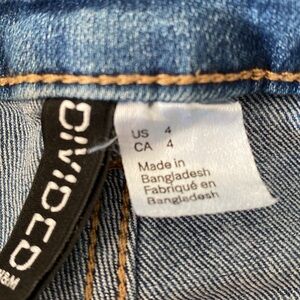 DIVIDED
H&M
US 4
CA 4
Made in
Bangladesh
Fabriqué en
Bangladesh